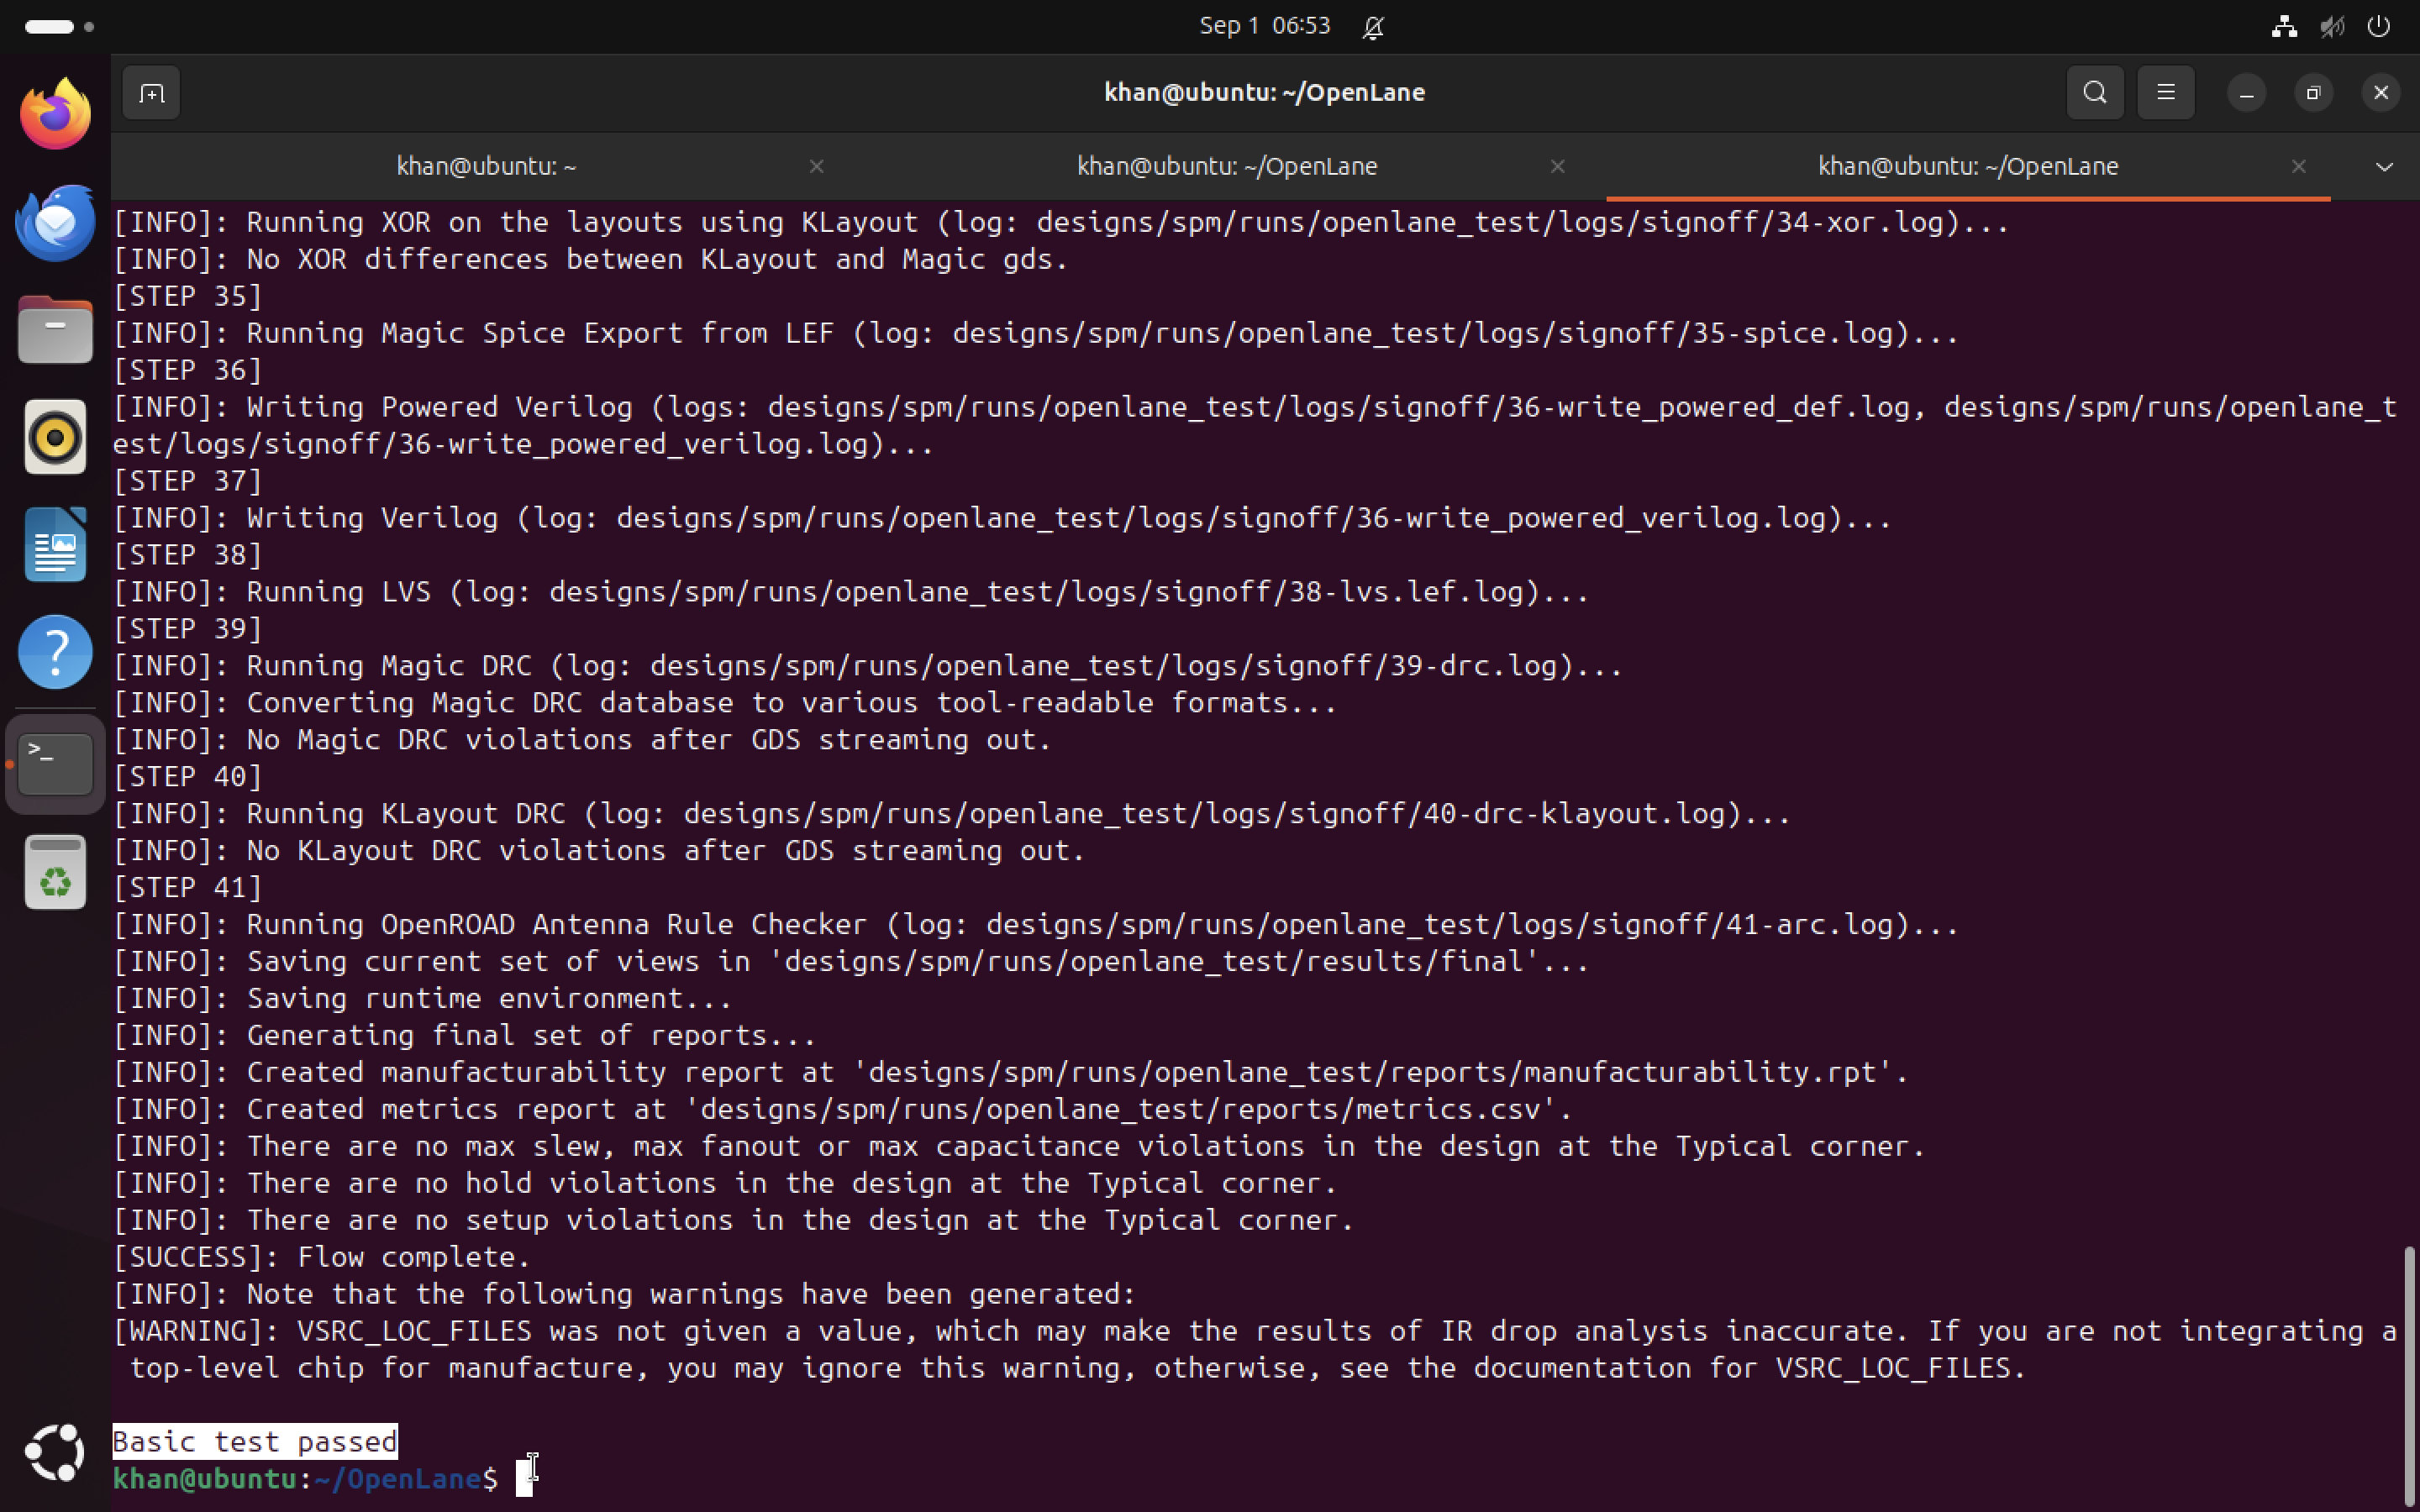 Sep 1 06:53
khan@ubuntu: ~/OpenLane
khan@ubuntu: ~
khan@ubuntu: ~/OpenLane
khan@ubuntu: ~/OpenLane
[INFO]: Running XOR on the layouts using KLayout (log: designs/spm/runs/openlane_test/logs/signoff/34-xor.log)...
[INFO]: No XOR differences between KLayout and Magic gds.
[STEP 35]
[INFO]: Running Magic Spice Export from LEF (log: designs/spm/runs/openlane_test/logs/signoff/35-spice.log)...
[STEP 36]
[INFO]: Writing Powered Verilog (logs: designs/spm/runs/openlane_test/logs/signoff/36-write_powered_def.log, designs/spm/runs/openlane_t
est/logs/signoff/36-write_powered_verilog.log)...
[STEP 37]
[INFO]: Writing Verilog (log: designs/spm/runs/openlane_test/logs/signoff/36-write_powered_verilog.log)...
[STEP 38]
[INFO]: Running LVS (log: designs/spm/runs/openlane_test/logs/signoff/38-lvs.lef.log)...
[STEP 39]
[INFO]: Running Magic DRC (log: designs/spm/runs/openlane_test/logs/signoff/39-drc.log)...
[INFO]: Converting Magic DRC database to various tool-readable formats...
[INFO]: No Magic DRC violations after GDS streaming out.
[STEP 40]
[INFO]: Running KLayout DRC (log: designs/spm/runs/openlane_test/logs/signoff/40-drc-klayout.log)...
[INFO]: No KLayout DRC violations after GDS streaming out.
[STEP 41]
[INFO]: Running OpenROAD Antenna Rule Checker (log: designs/spm/runs/openlane_test/logs/signoff/41-arc.log)...
[INFO]: Saving current set of views in 'designs/spm/runs/openlane_test/results/final'...
[INFO]: Saving runtime environment...
[INFO]: Generating final set of reports...
[INFO]: Created manufacturability report at 'designs/spm/runs/openlane_test/reports/manufacturability.rpt'.
[INFO]: Created metrics report at 'designs/spm/runs/openlane_test/reports/metrics.csv'.
[INFO]: There are no max slew, max fanout or max capacitance violations in the design at the Typical corner.
[INFO]: There are no hold violations in the design at the Typical corner.
[INFO]: There are no setup violations in the design at the Typical corner.
[SUCCESS]: Flow complete.
[INFO]: Note that the following warnings have been generated:
[WARNING]: VSRC_LOC_FILES was not given a value, which may make the results of IR drop analysis inaccurate. If you are not integrating a
 top-level chip for manufacture, you may ignore this warning, otherwise, see the documentation for VSRC_LOC_FILES.
Basic test passed
khan@ubuntu:~/OpenLane$